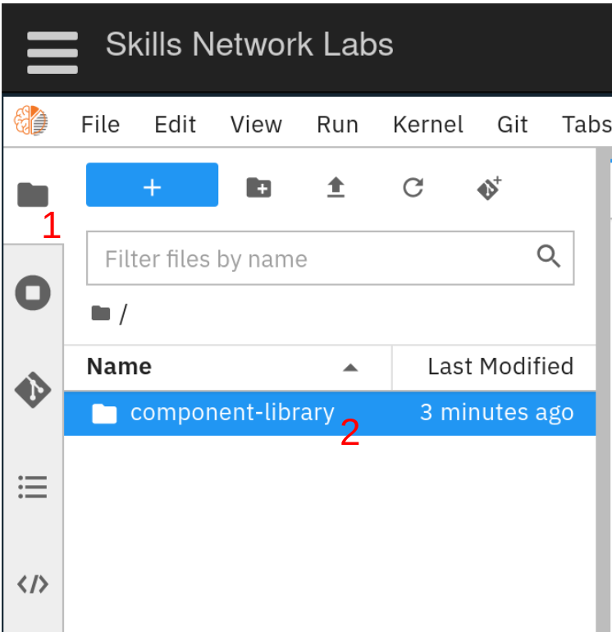 Skills Network Labs
File Edit View Run Kernel Git Tabs
1
+
Filter files by name
/
Name Last Modified
component-library 3 minutes ago
2
</>